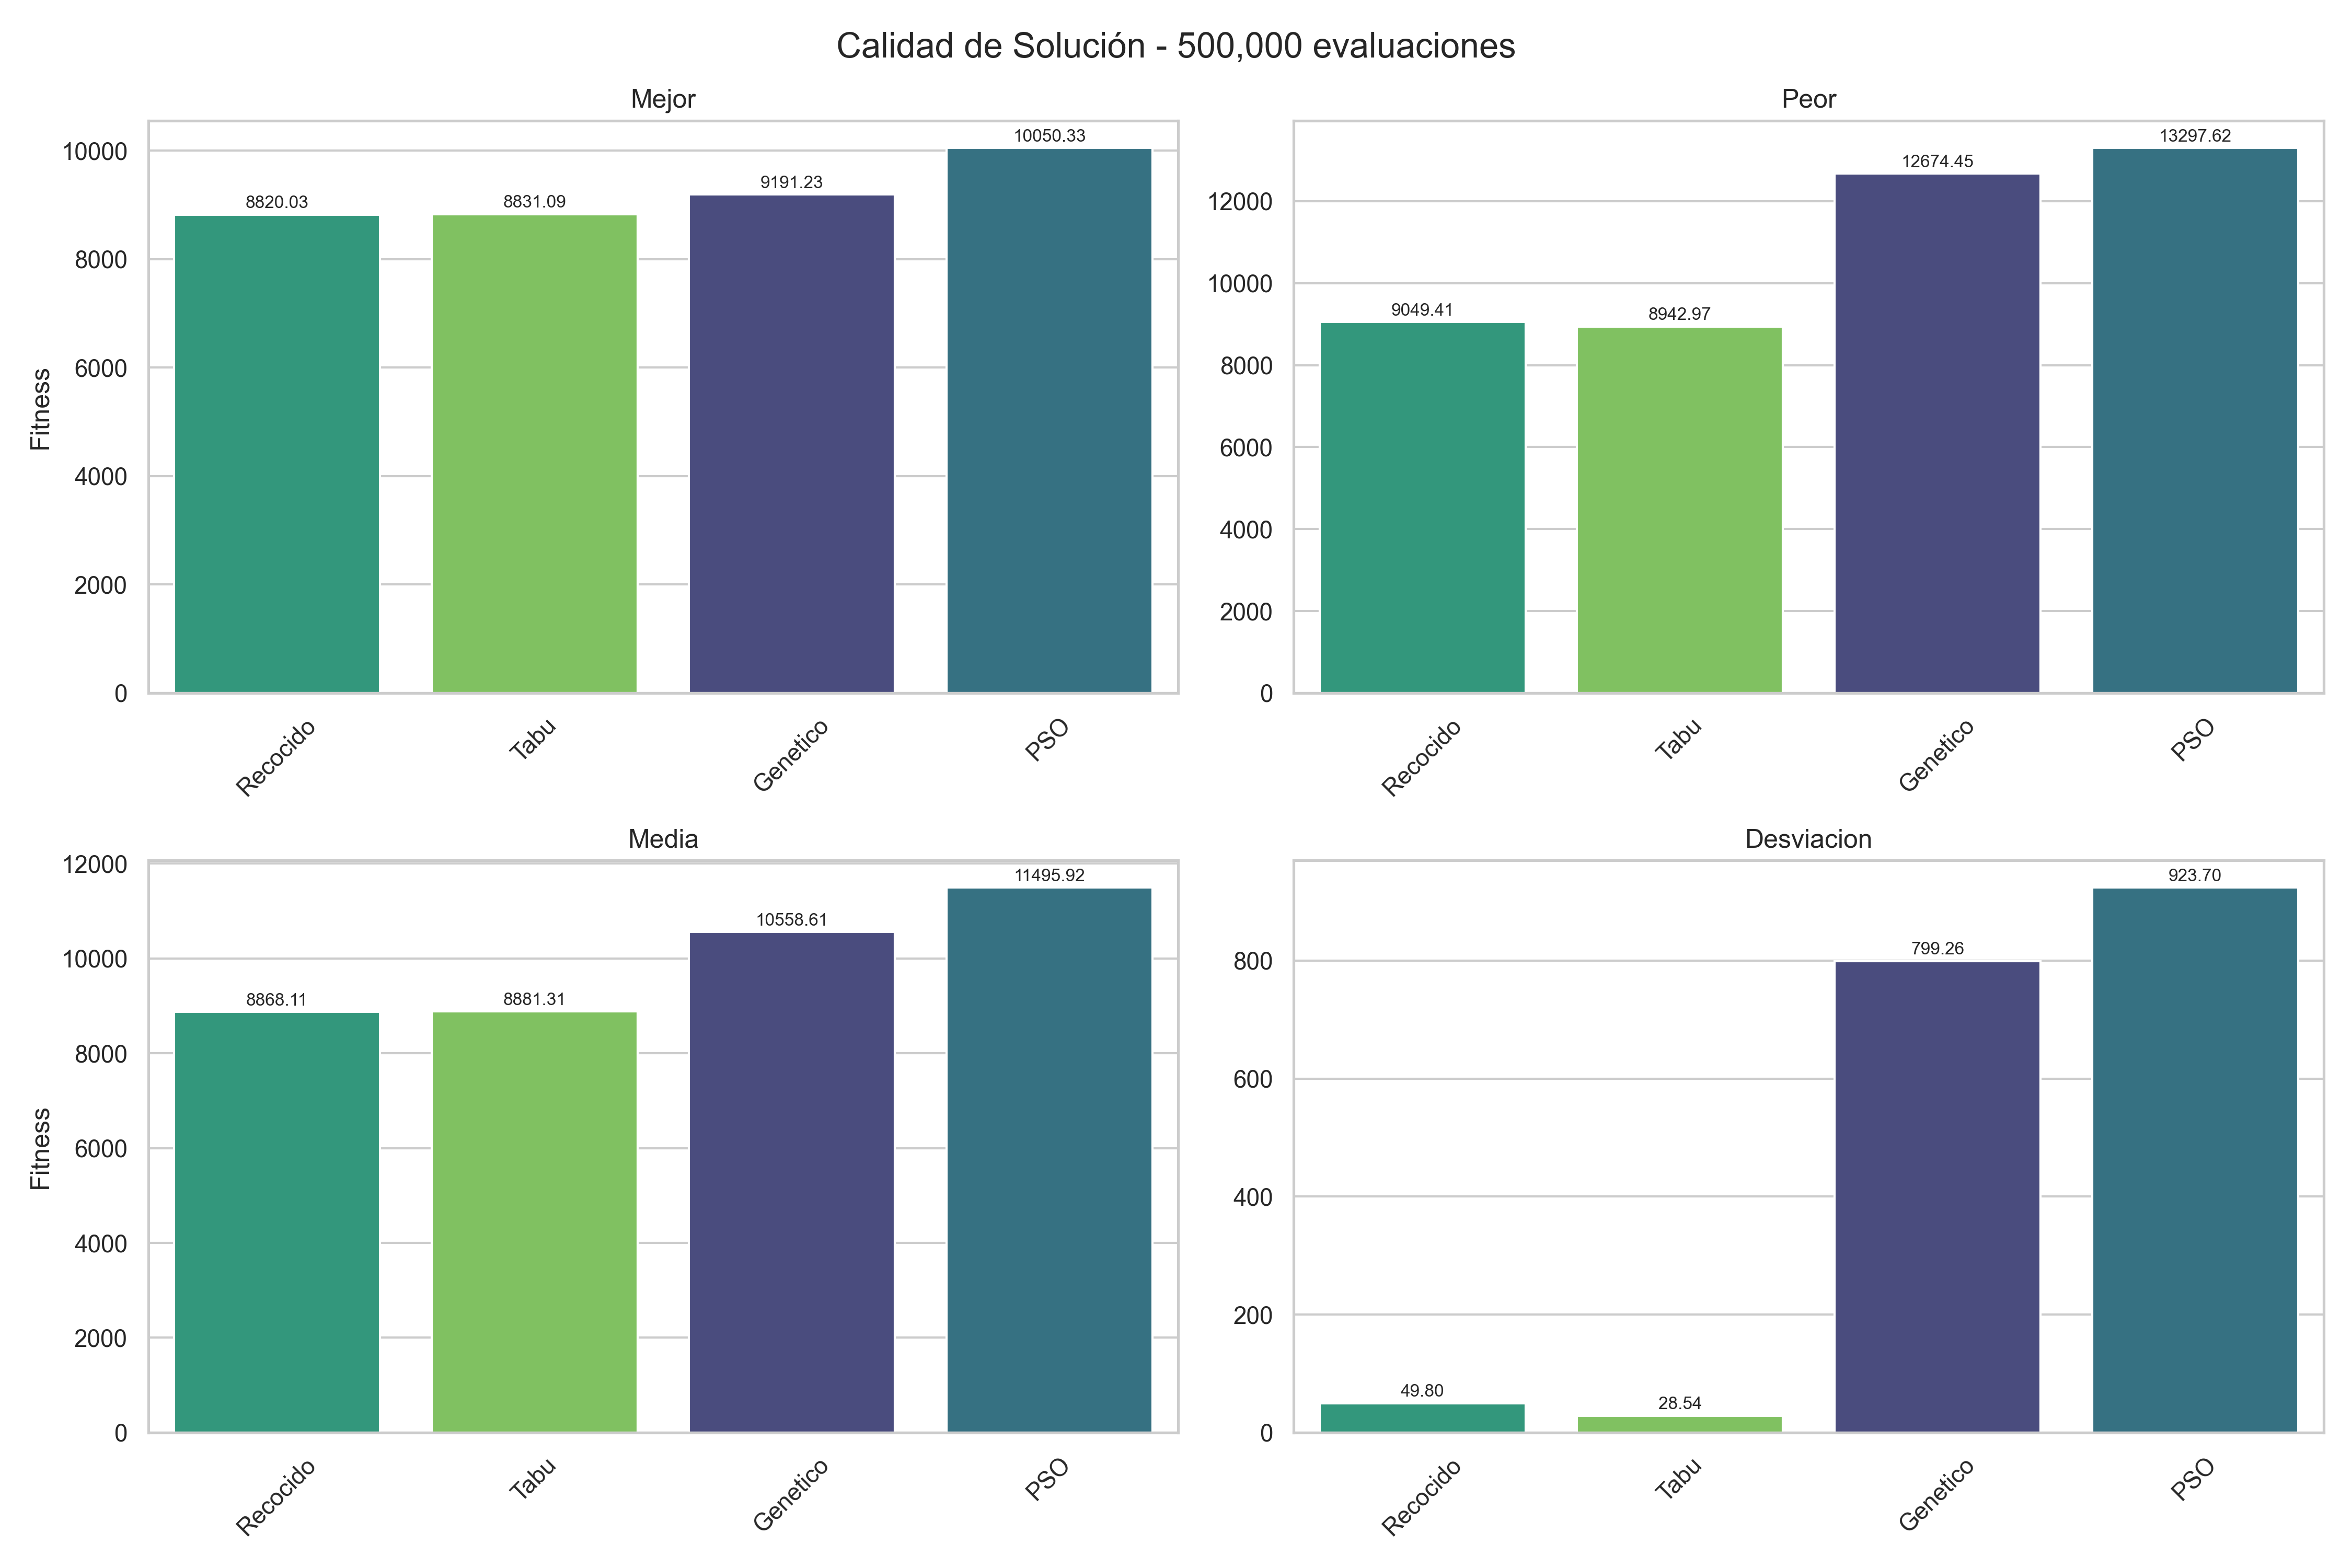 Calidad de Solución - 500,000 evaluaciones
Mejor
Fitness
10000
8000
6000
4000
2000
0
8820.03
8831.09
9191.23
10050.33
Recocido
Tabu
Genetico
PSO
Peor
12000
10000
8000
6000
4000
2000
0
9049.41
8942.97
12674.45
13297.62
Recocido
Tabu
Genetico
PSO
Media
Fitness
12000
10000
8000
6000
4000
2000
0
8868.11
8881.31
10558.61
11495.92
Recocido
Tabu
Genetico
PSO
Desviacion
800
600
400
200
0
49.80
28.54
799.26
923.70
Recocido
Tabu
Genetico
PSO